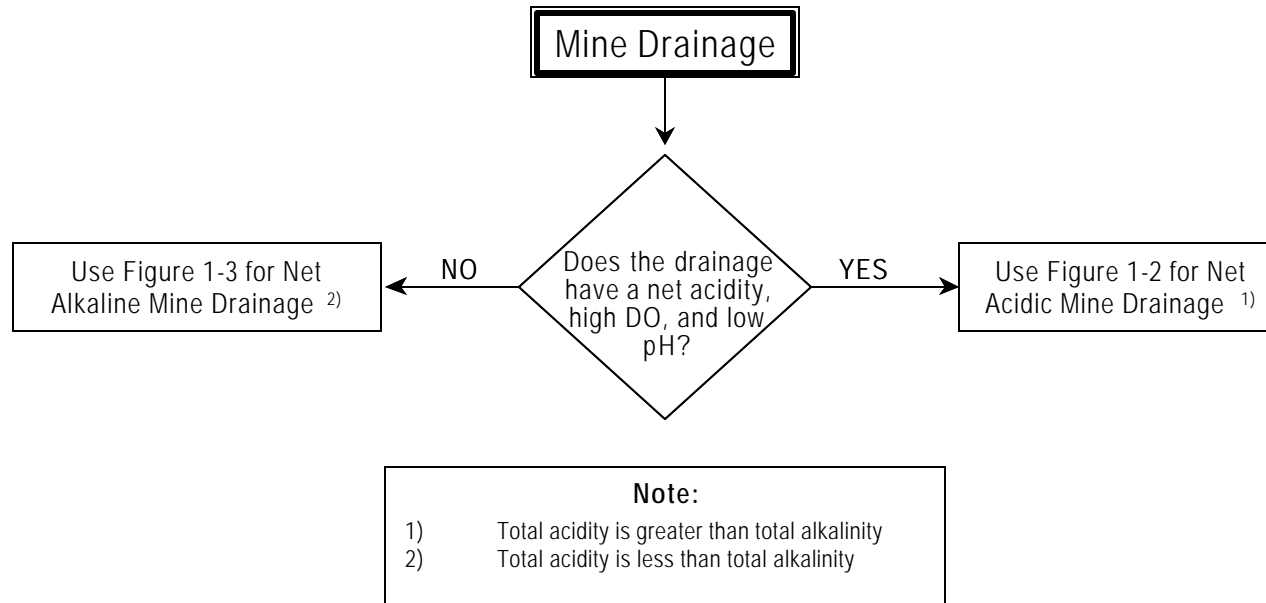 Mine Drainage
Does the drainage
have a net acidity,
high DO, and low
pH?
NO
YES
Use Figure 1-3 for Net
Alkaline Mine Drainage 2)
Use Figure 1-2 for Net
Acidic Mine Drainage 1)
Note:
1) Total acidity is greater than total alkalinity
2) Total acidity is less than total alkalinity